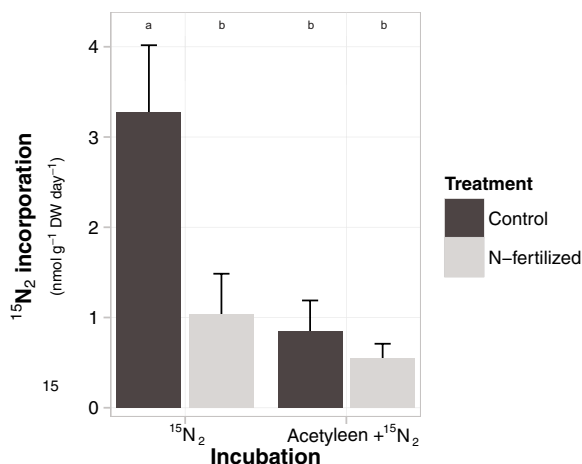 a b b b
4
3
2
1
0
¹⁵N₂ incorporation
(nmol g⁻¹ DW day⁻¹)
15
¹⁵N₂ Acetyleen +¹⁵N₂
Incubation
Treatment
Control
N−fertilized